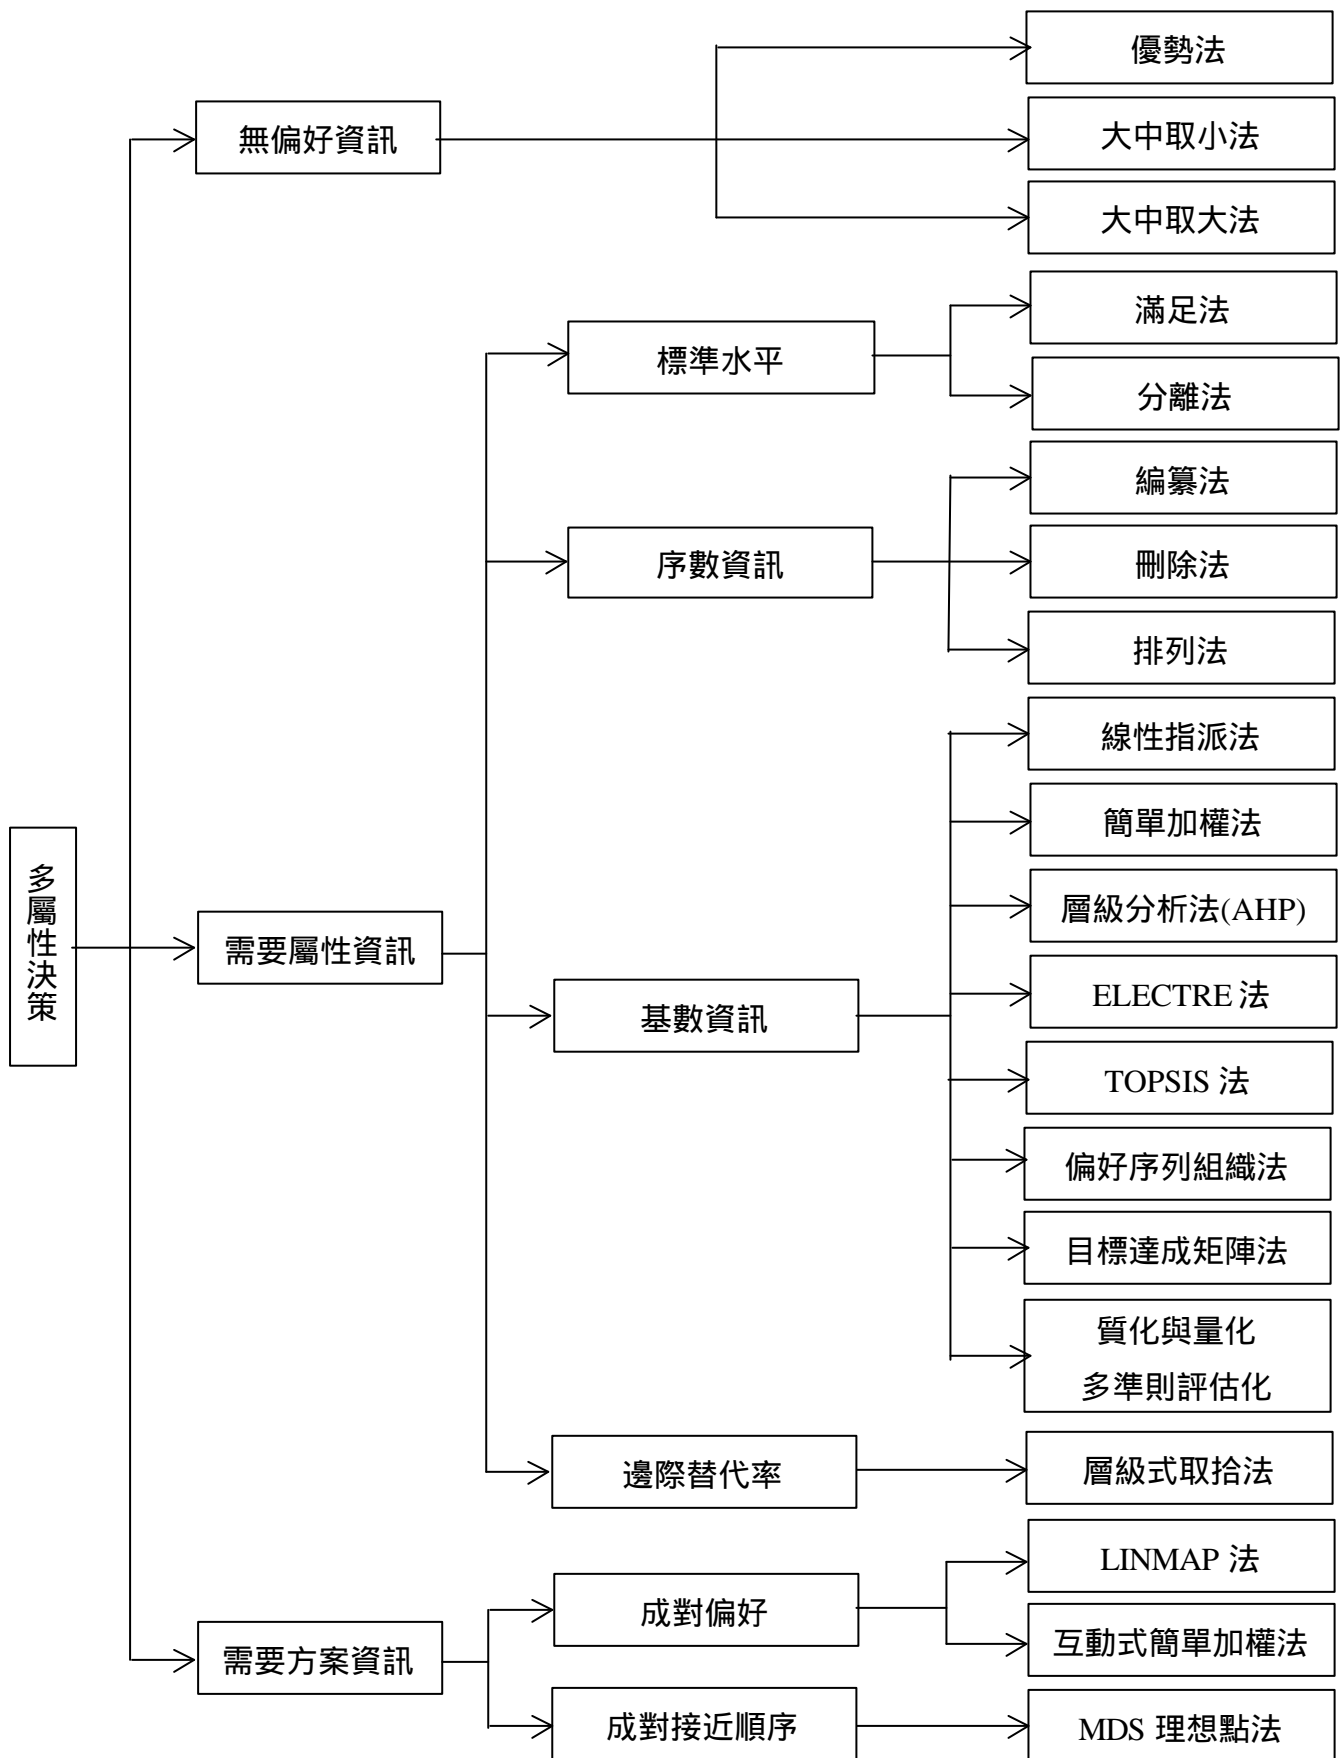 多屬性決策
無偏好資訊
優勢法
大中取小法
大中取大法
需要屬性資訊
標準水平
滿足法
分離法
序數資訊
編纂法
刪除法
排列法
基數資訊
線性指派法
簡單加權法
層級分析法(AHP)
ELECTRE 法
TOPSIS 法
偏好序列組織法
目標達成矩陣法
質化與量化
多準則評估化
邊際替代率
層級式取拾法
需要方案資訊
成對偏好
LINMAP 法
互動式簡單加權法
成對接近順序
MDS 理想點法